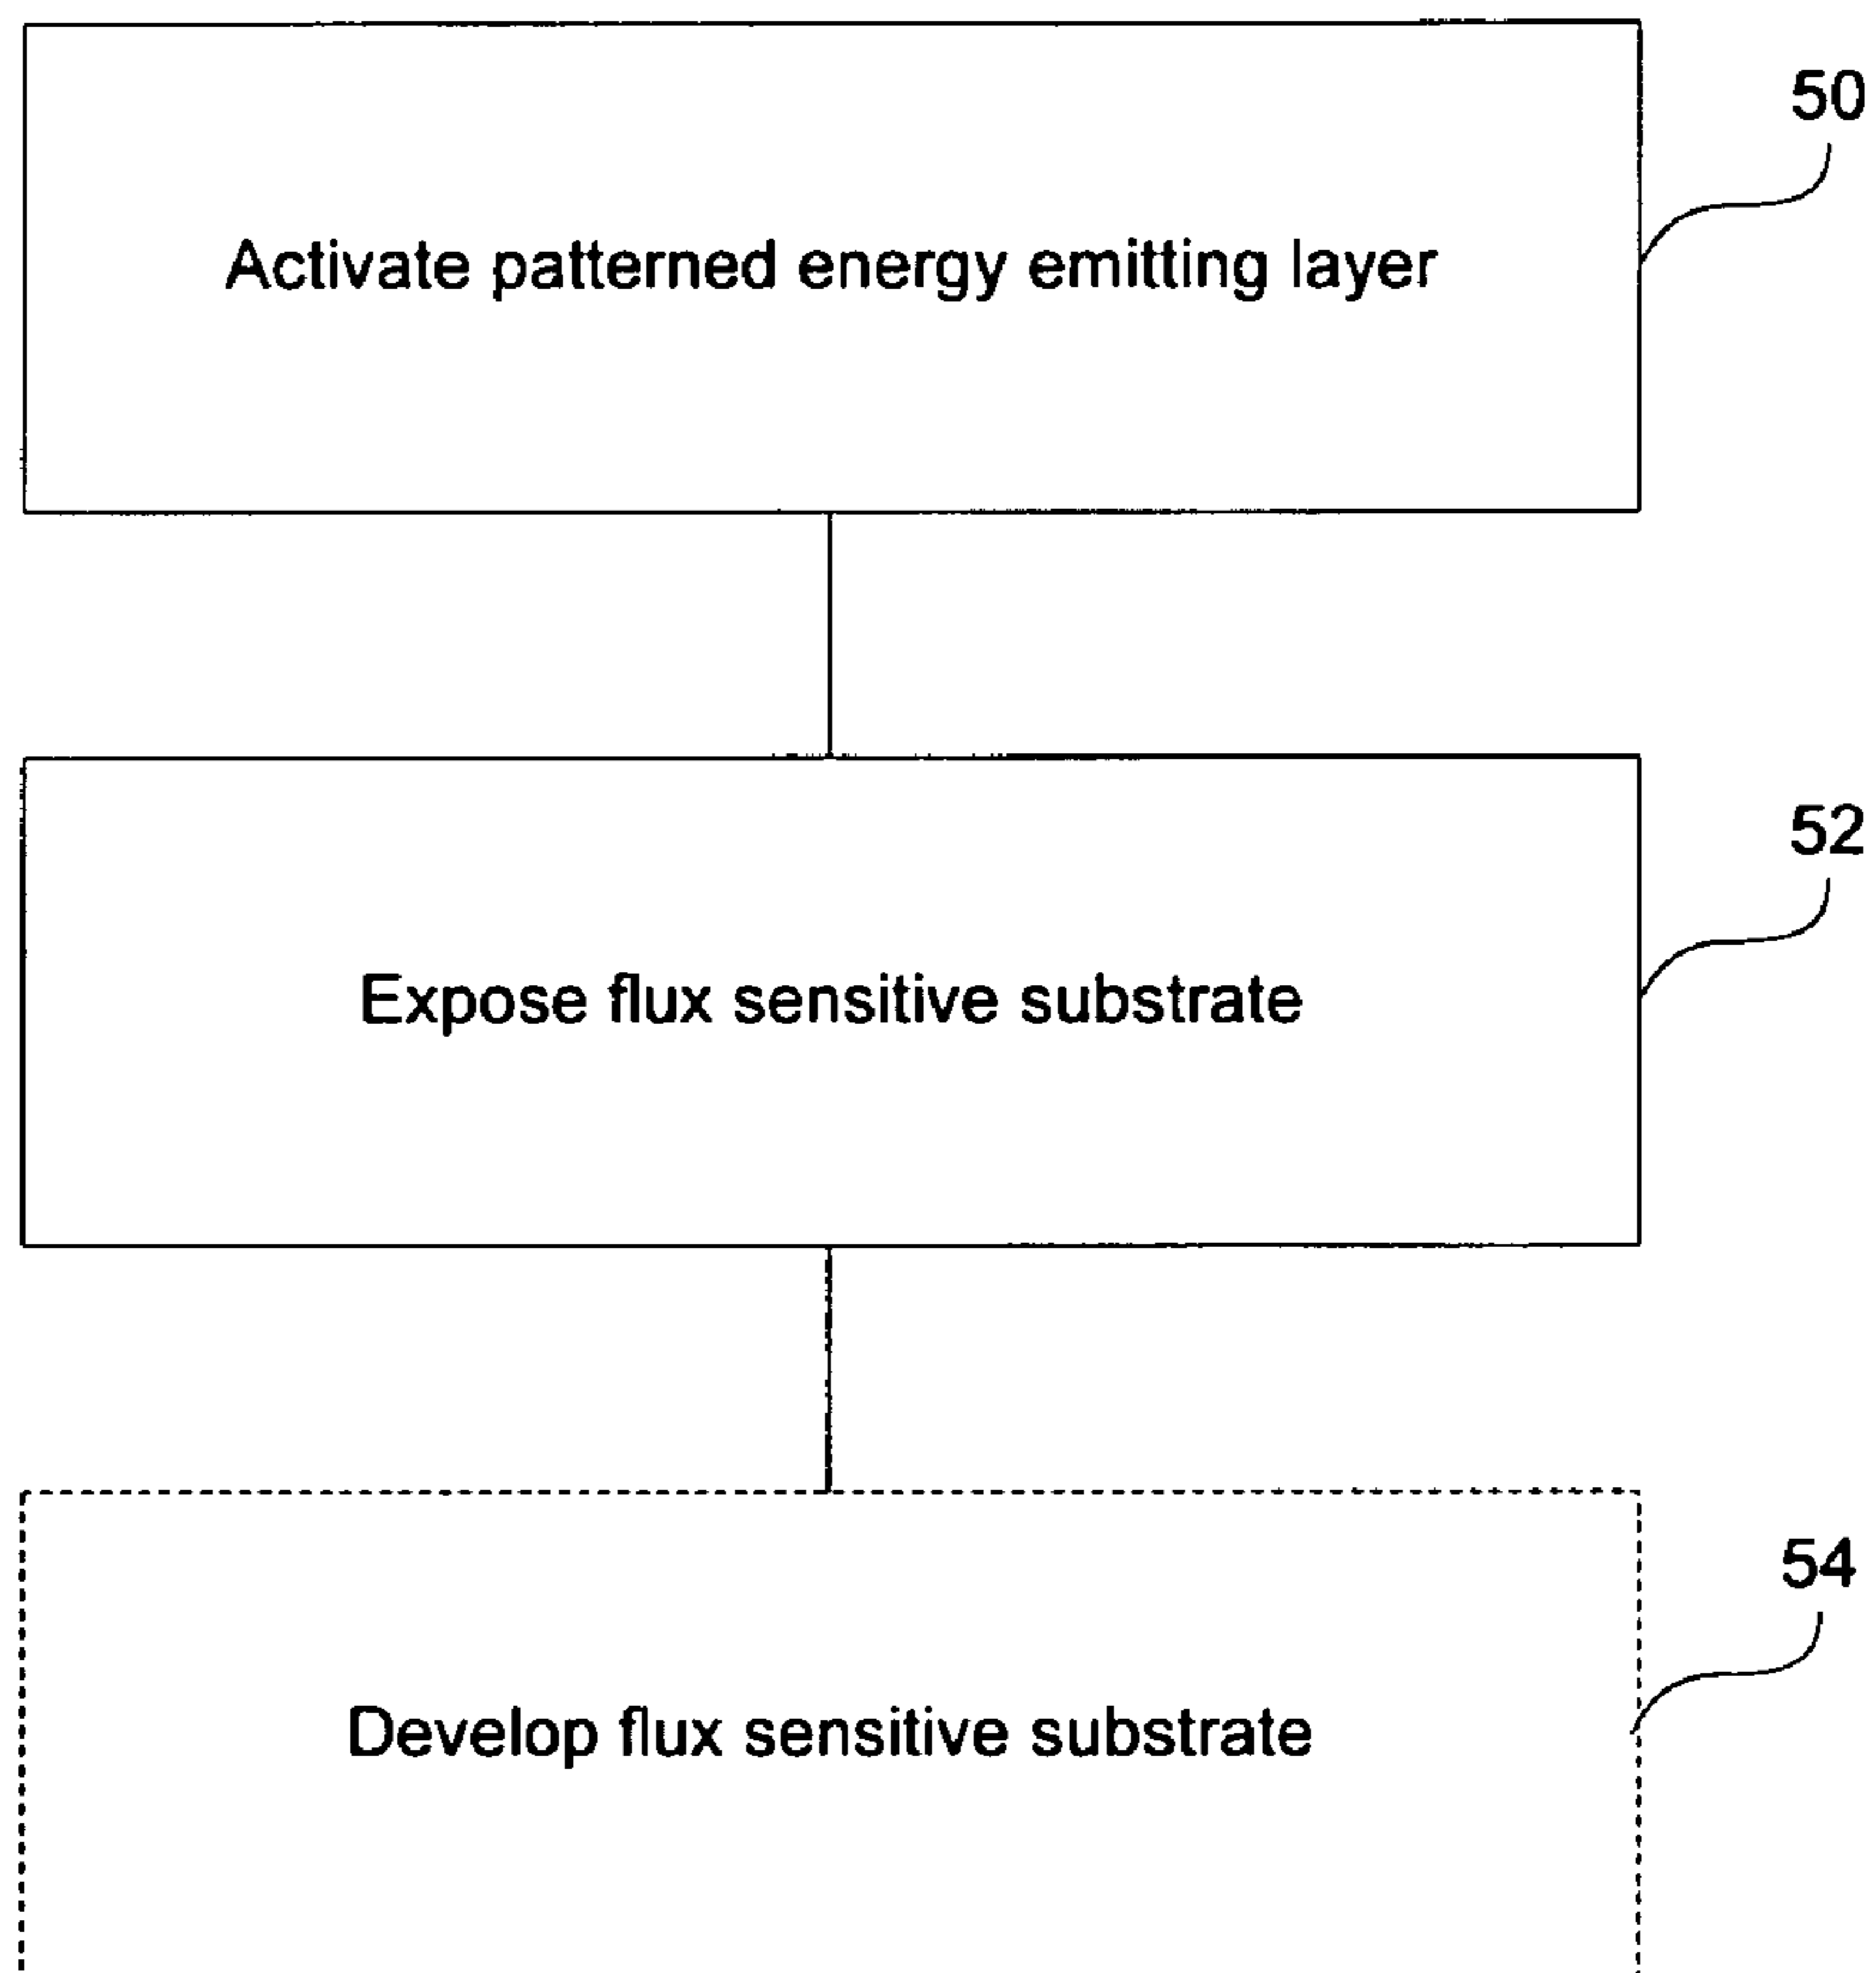 50
Activate patterned energy emitting layer
52
Expose flux sensitive substrate
54
Develop flux sensitive substrate